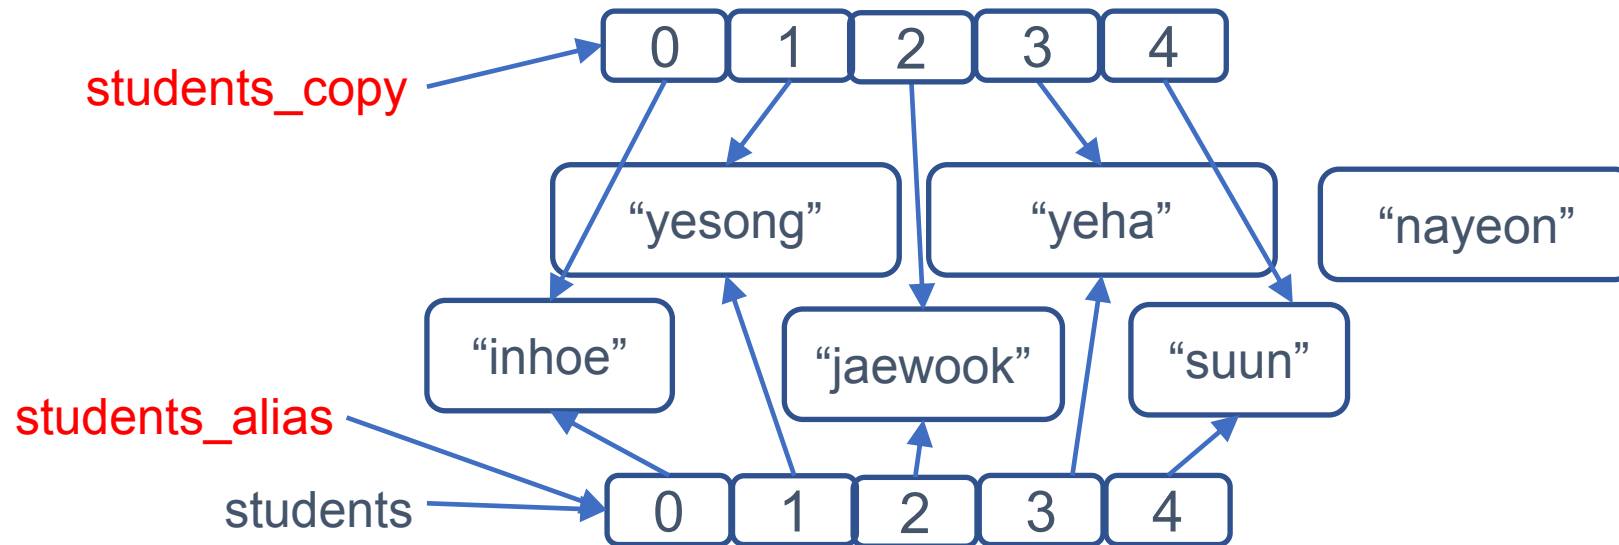 0 1 2 3 4
students_copy
“yesong” “yeha” “nayeon”
“inhoe” “jaewook” “suun”
students_alias
students 0 1 2 3 4